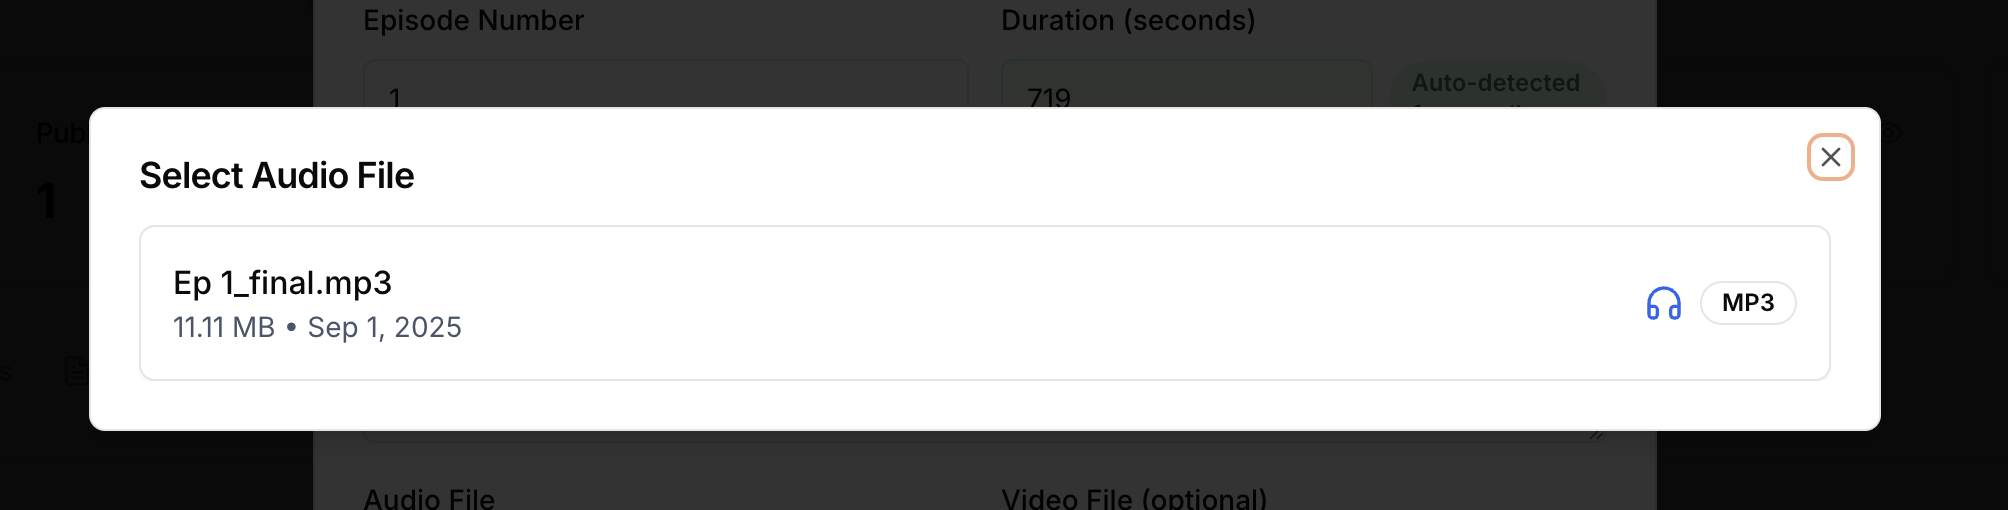 Episode Number
Duration (seconds)
1
719
Auto-detected
Pub
1
Select Audio File
Ep 1_final.mp3
11.11 MB • Sep 1, 2025
MP3
s
Audio File
Video File (optional)